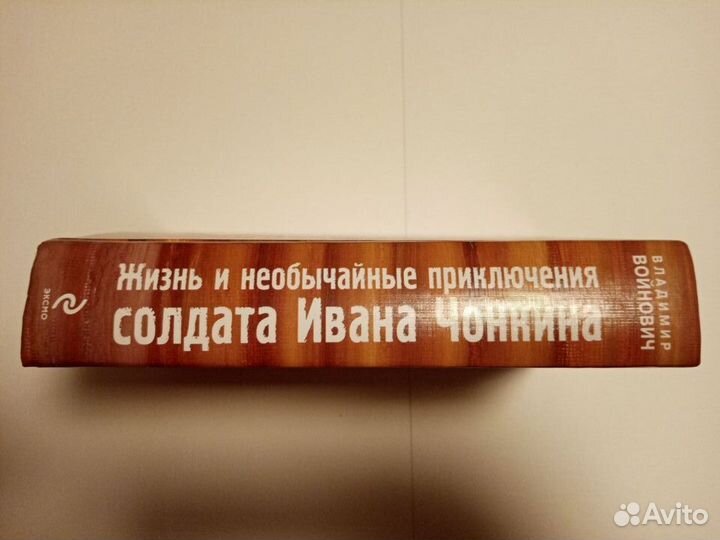 Жизнь и необычайные приключения
солдата Ивана Чонкина
ВЛАДИМИР
ВОЙНОВИЧ
ЭКСМО
Avito